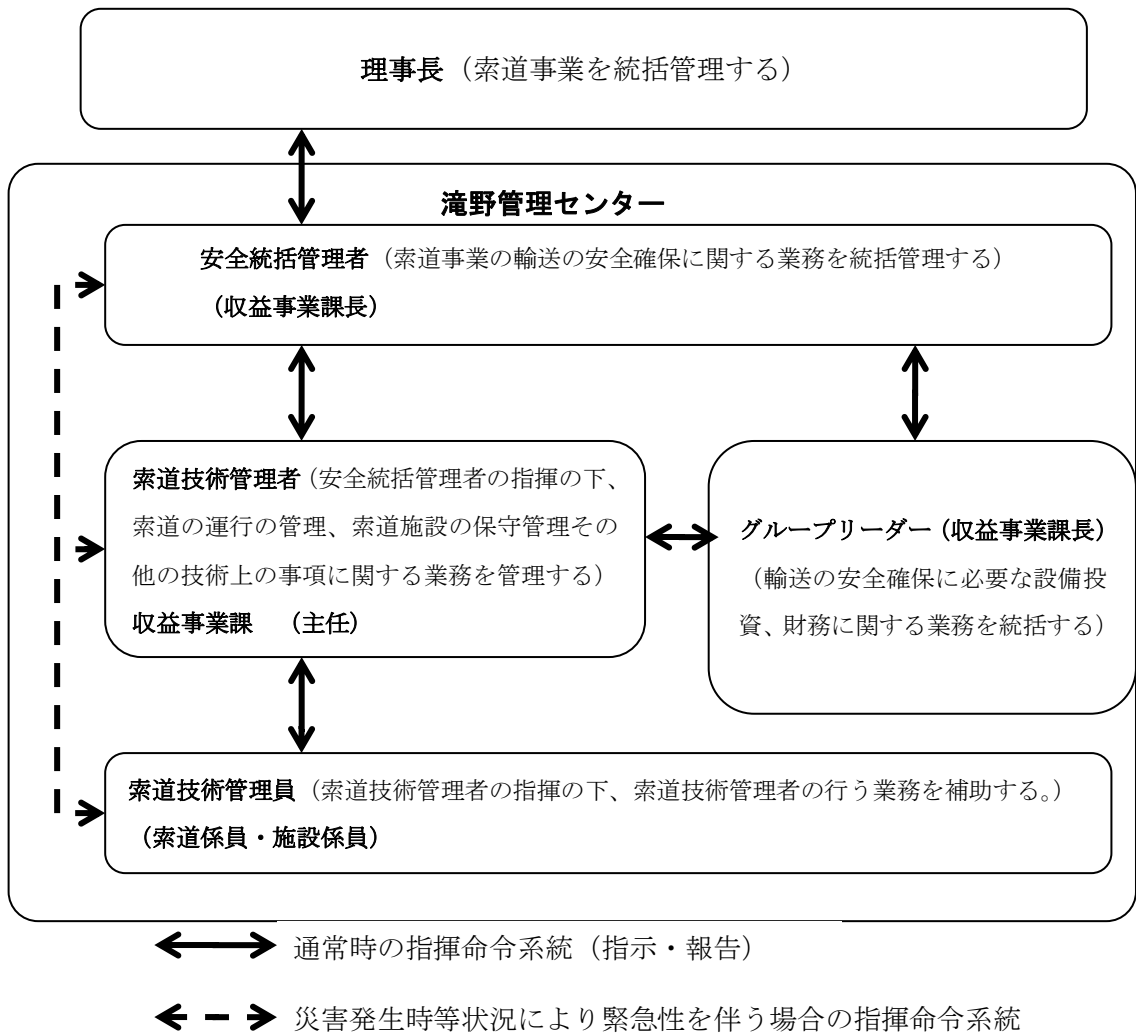 理事長（索道事業を統括管理する）
滝野管理センター
安全統括管理者（索道事業の輸送の安全確保に関する業務を統括管理する）
（収益事業課長）
索道技術管理者（安全統括管理者の指揮の下、
索道の運行の管理、索道施設の保守管理その
他の技術上の事項に関する業務を管理する）
収益事業課　（主任）
グループリーダー（収益事業課長）
（輸送の安全確保に必要な設備投
資、財務に関する業務を統括する）
索道技術管理員（索道技術管理者の指揮の下、索道技術管理者の行う業務を補助する。）
（索道係員・施設係員）
通常時の指揮命令系統（指示・報告）
災害発生時等状況により緊急性を伴う場合の指揮命令系統